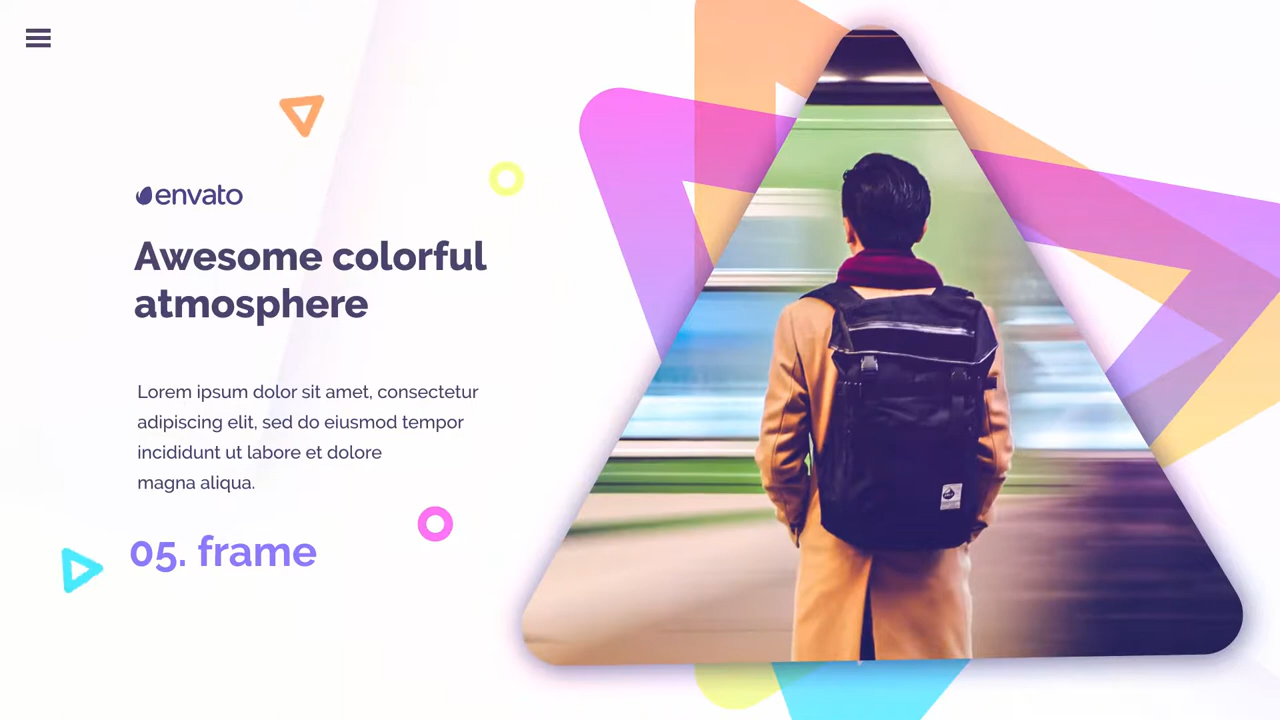 envato
Awesome colorful
atmosphere
Lorem ipsum dolor sit amet, consectetur
adipiscing elit, sed do eiusmod tempor
incididunt ut labore et dolore
magna aliqua.
05. frame